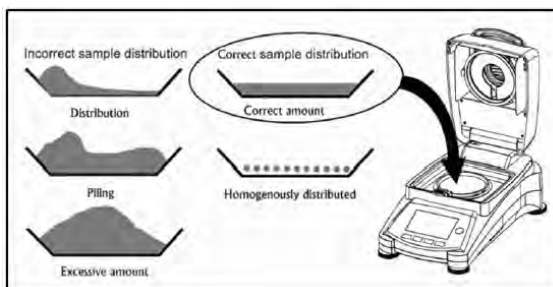 Incorrect sample distribution
Distribution
Piling
Excessive amount
Correct sample distribution
Correct amount
Homogenously distributed